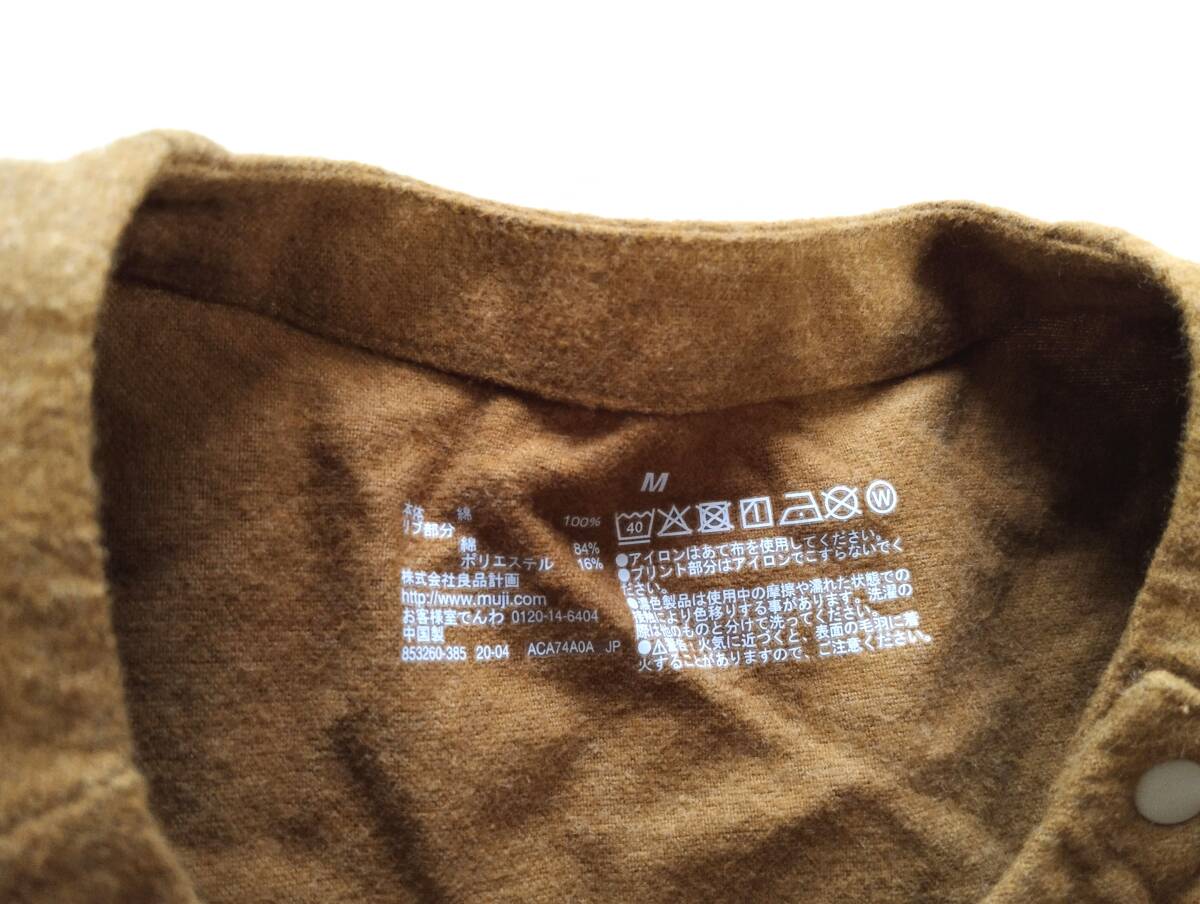 M
本体 綿 100%
リブ部分
綿 84%
ポリエステル 16%
株式会社良品計画
http://www.muji.com
お客様室でんわ 0120-14-6404
中国製
853260-385 20-04 ACA74A0A JP
40
W
●アイロンはあて布を使用してください。
●プリント部分はアイロンでこすらないでく
ださい。
●濃色製品は使用中の摩擦や濡れた状態での
摩擦により色移りする事があります。洗濯の
際は他のものと分けて洗ってください。
●⚠警告、火気に近づくと、表面の毛羽に着
火することがありますので、ご注意ください。